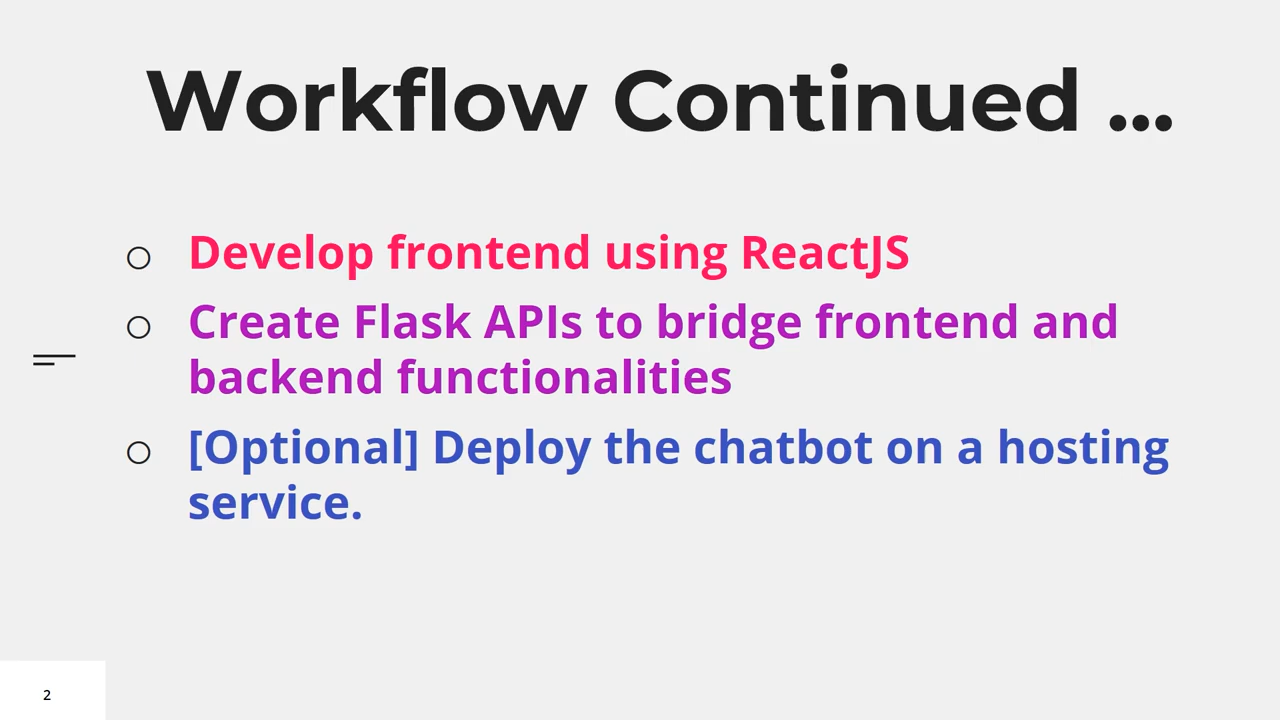 Workflow Continued ...
Develop frontend using ReactJS
Create Flask APIs to bridge frontend and
backend functionalities
[Optional] Deploy the chatbot on a hosting
service.
2